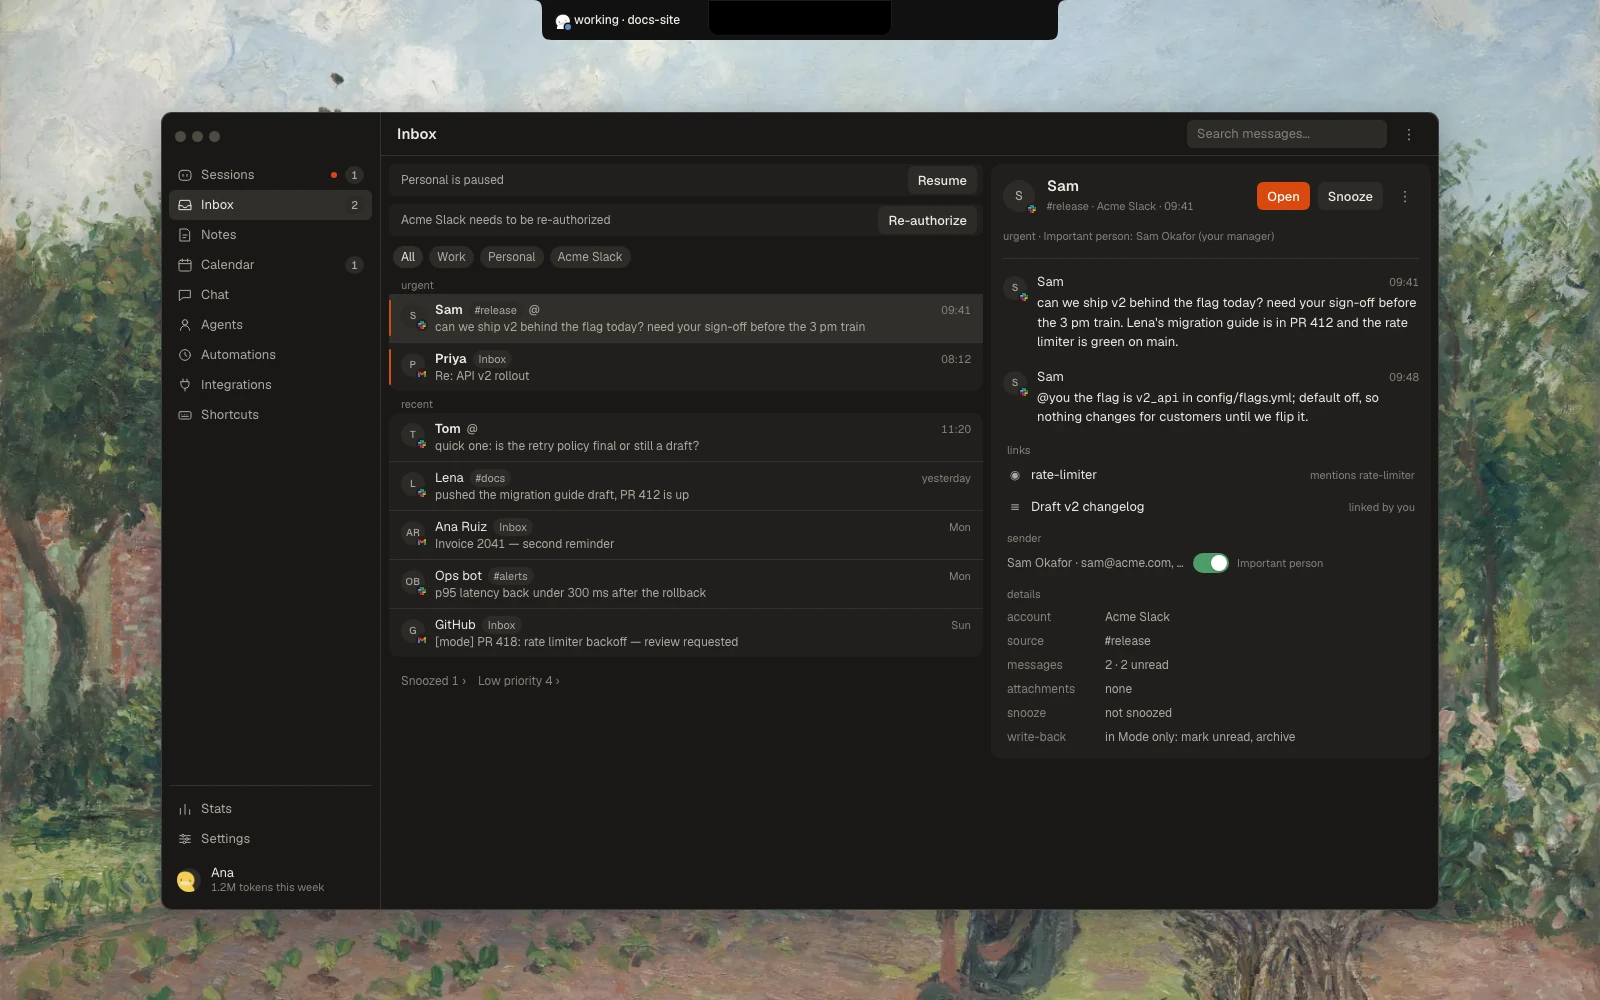 working · docs-site
Inbox
Search messages...
Sessions 1
Inbox 2
Notes
Calendar 1
Chat
Agents
Automations
Integrations
Shortcuts
Stats
Settings
Ana
1.2M tokens this week
Personal is paused
Resume
Acme Slack needs to be re-authorized
Re-authorize
All Work Personal Acme Slack
urgent
S Sam #release @ 09:41
can we ship v2 behind the flag today? need your sign-off before the 3 pm train
P Priya Inbox 08:12
Re: API v2 rollout
recent
T Tom @ 11:20
quick one: is the retry policy final or still a draft?
L Lena #docs yesterday
pushed the migration guide draft, PR 412 is up
AR Ana Ruiz Inbox Mon
Invoice 2041 — second reminder
OB Ops bot #alerts Mon
p95 latency back under 300 ms after the rollback
G GitHub Inbox Sun
[mode] PR 418: rate limiter backoff — review requested
Snoozed 1 › Low priority 4 ›
S Sam
#release · Acme Slack · 09:41
Open Snooze
urgent · Important person: Sam Okafor (your manager)
S Sam 09:41
can we ship v2 behind the flag today? need your sign-off before
the 3 pm train. Lena's migration guide is in PR 412 and the rate
limiter is green on main.
S Sam 09:48
@you the flag is v2_api in config/flags.yml; default off, so
nothing changes for customers until we flip it.
links
rate-limiter mentions rate-limiter
Draft v2 changelog linked by you
sender
Sam Okafor · sam@acme.com, ... Important person
details
account Acme Slack
source #release
messages 2 · 2 unread
attachments none
snooze not snoozed
write-back in Mode only: mark unread, archive